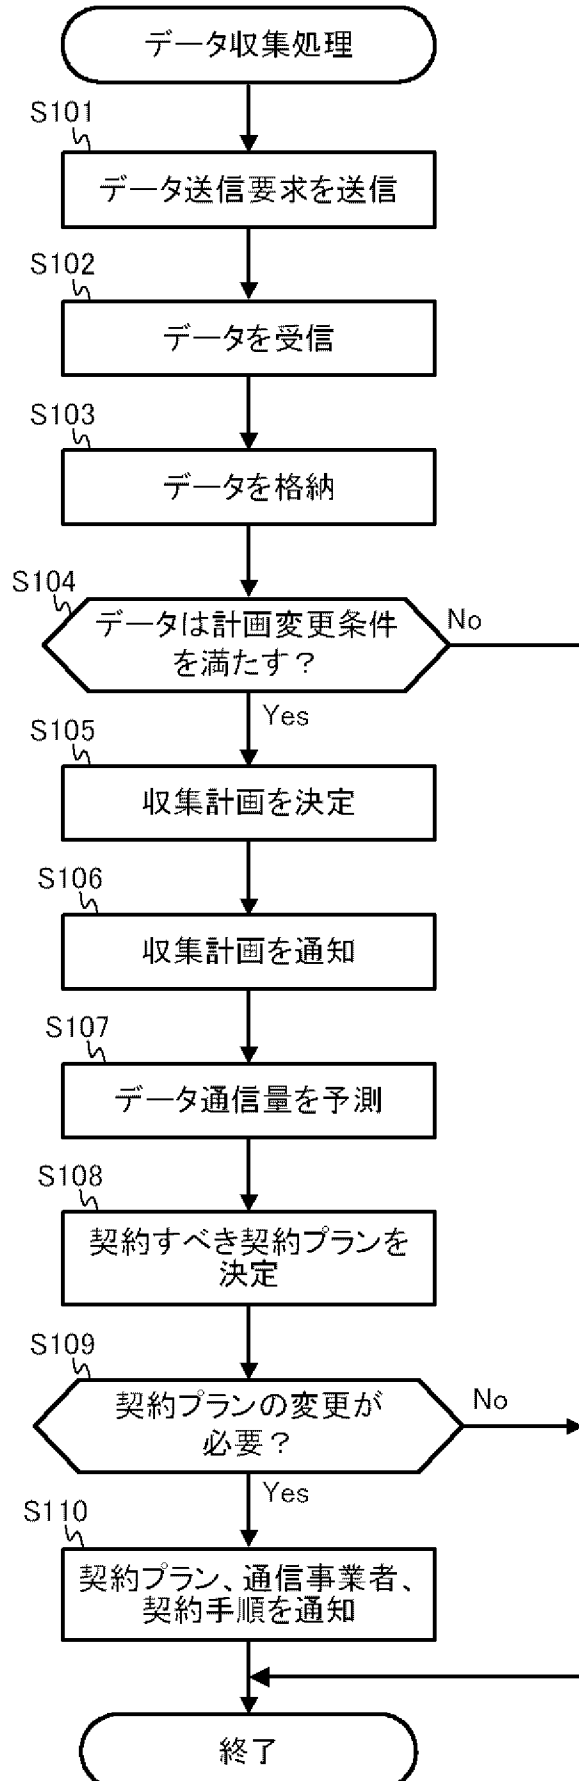 データ収集処理
S101
データ送信要求を送信
S102
データを受信
S103
データを格納
S104
データは計画変更条件
を満たす？
No
Yes
S105
収集計画を決定
S106
収集計画を通知
S107
データ通信量を予測
S108
契約すべき契約プランを
決定
S109
契約プランの変更が
必要？
No
Yes
S110
契約プラン、通信事業者、
契約手順を通知
終了